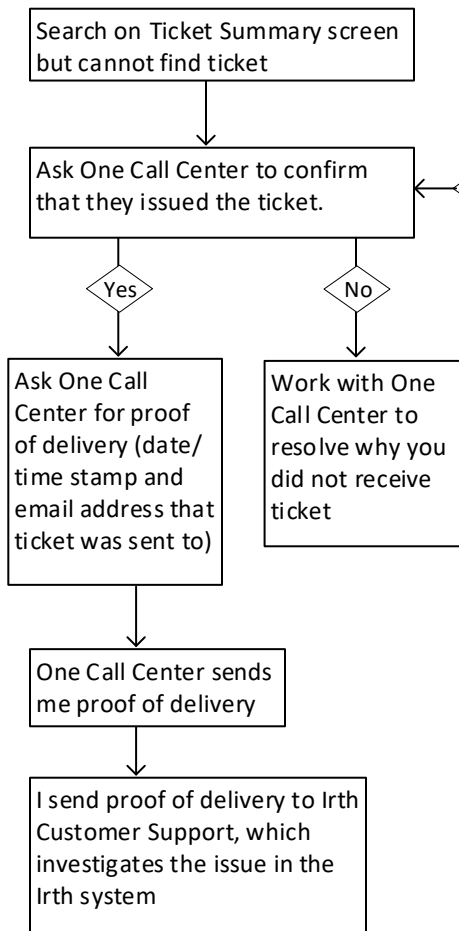 Search on Ticket Summary screen
but cannot find ticket
Ask One Call Center to confirm
that they issued the ticket.
Yes
No
Ask One Call
Center for proof
of delivery (date/
time stamp and
email address that
ticket was sent to)
Work with One
Call Center to
resolve why you
did not receive
ticket
One Call Center sends
me proof of delivery
I send proof of delivery to Irth
Customer Support, which
investigates the issue in the
Irth system